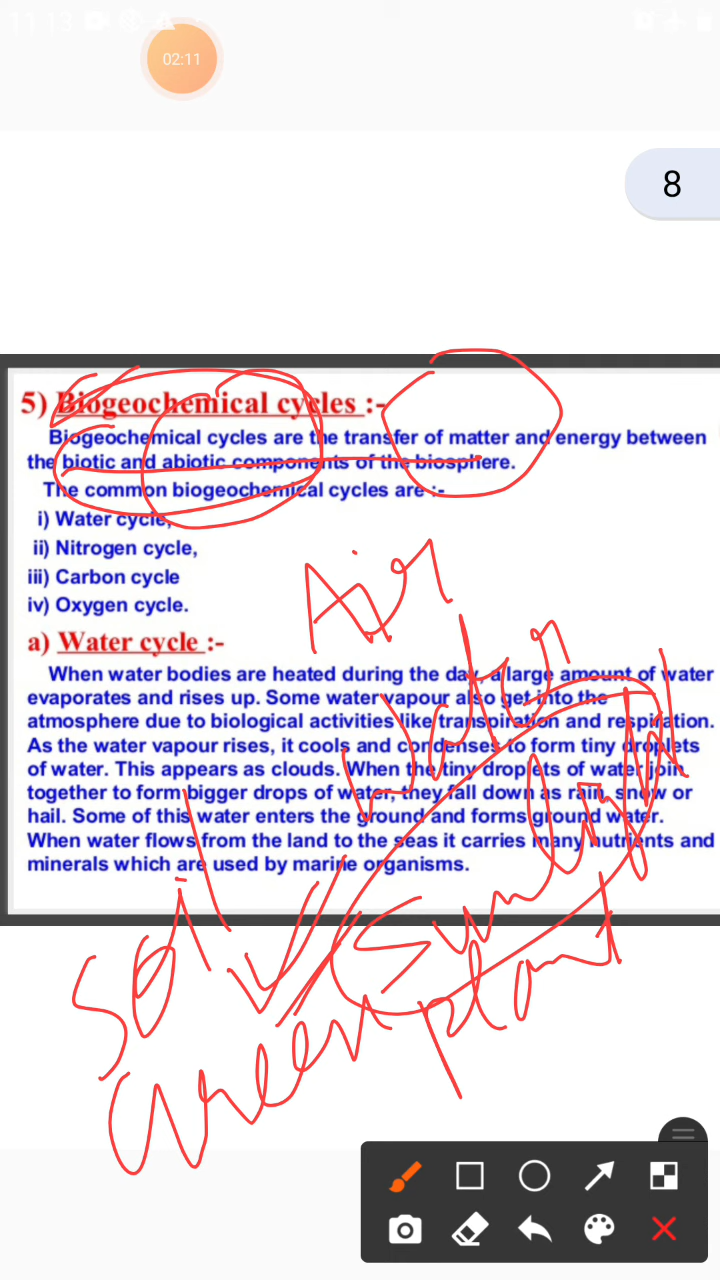 11:13
02:11
8
5) Biogeochemical cycles :-
Biogeochemical cycles are the transfer of matter and energy between
the biotic and abiotic components of the biosphere.
The common biogeochemical cycles are :-
i) Water cycle,
ii) Nitrogen cycle,
iii) Carbon cycle
iv) Oxygen cycle.
Air
a) Water cycle :-
When water bodies are heated during the day, a large amount of water
evaporates and rises up. Some water vapour also get into the
atmosphere due to biological activities like transpiration and respiration.
As the water vapour rises, it cools and condenses to form tiny droplets
of water. This appears as clouds. When the tiny droplets of water join
together to form bigger drops of water, they fall down as rain, snow or
hail. Some of this water enters the ground and forms ground water.
When water flows from the land to the seas it carries many nutrients and
minerals which are used by marine organisms.
water
Soil
Sunlight
Green plant